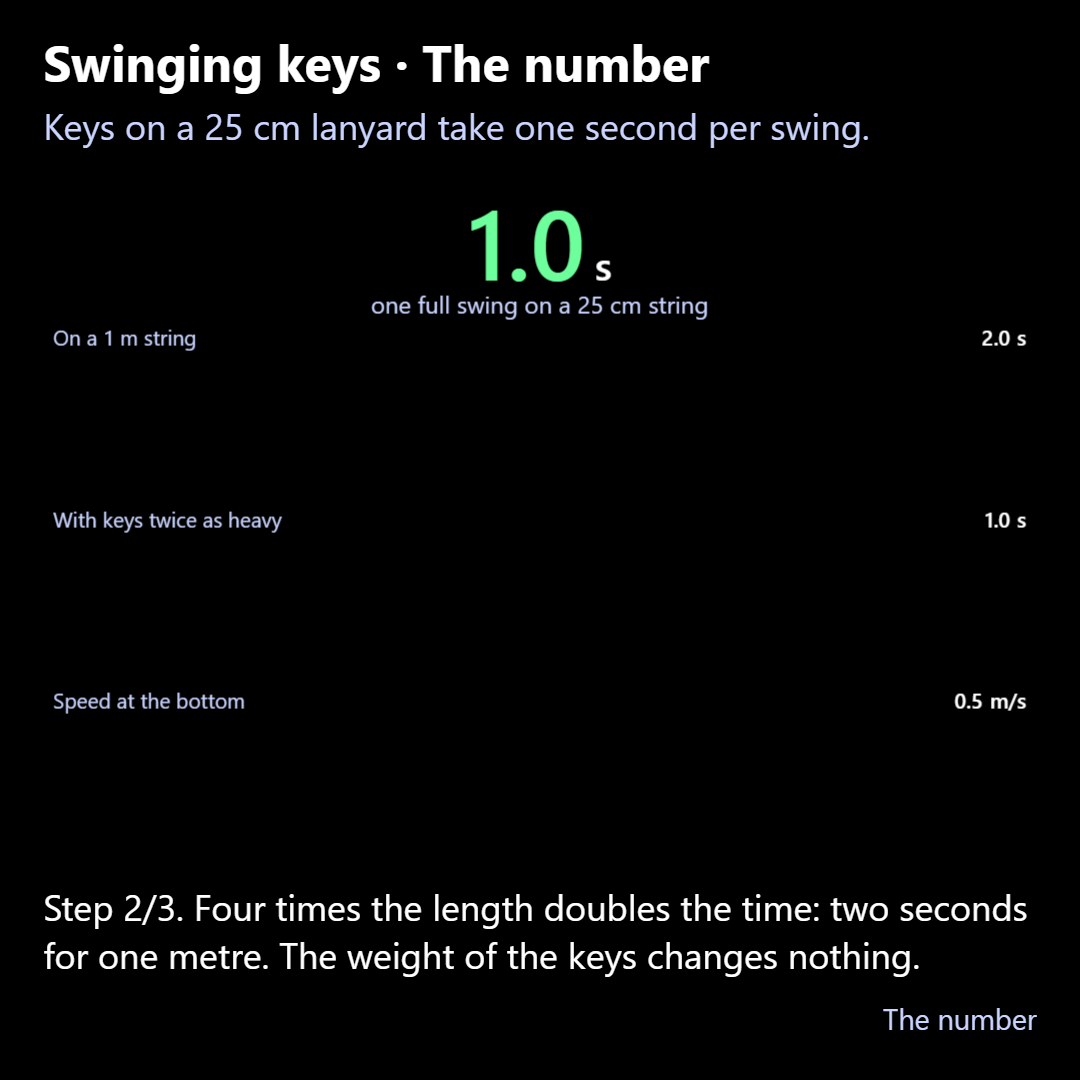 Swinging keys · The number
Keys on a 25 cm lanyard take one second per swing.
1.0 s
one full swing on a 25 cm string
On a 1 m string 2.0 s
With keys twice as heavy 1.0 s
Speed at the bottom 0.5 m/s
Step 2/3. Four times the length doubles the time: two seconds
for one metre. The weight of the keys changes nothing.
The number